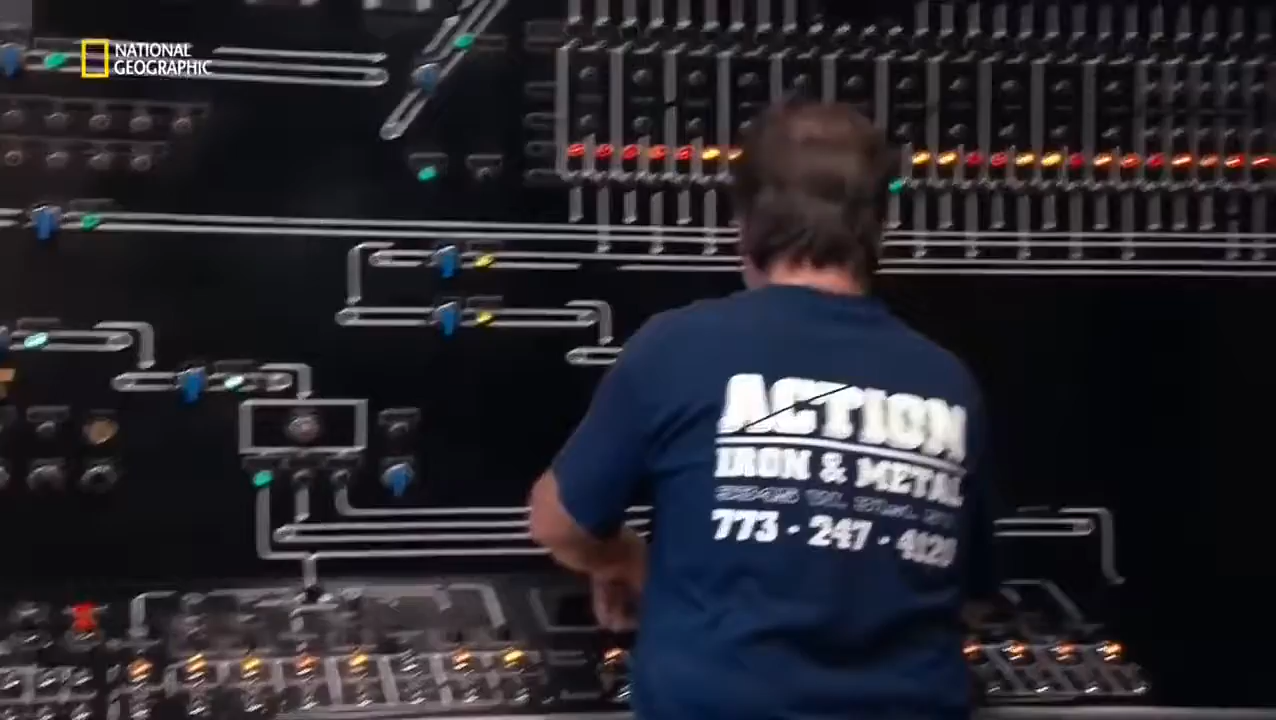 NATIONAL
GEOGRAPHIC
ACTION
IRON & METAL
773 · 247 · 4120